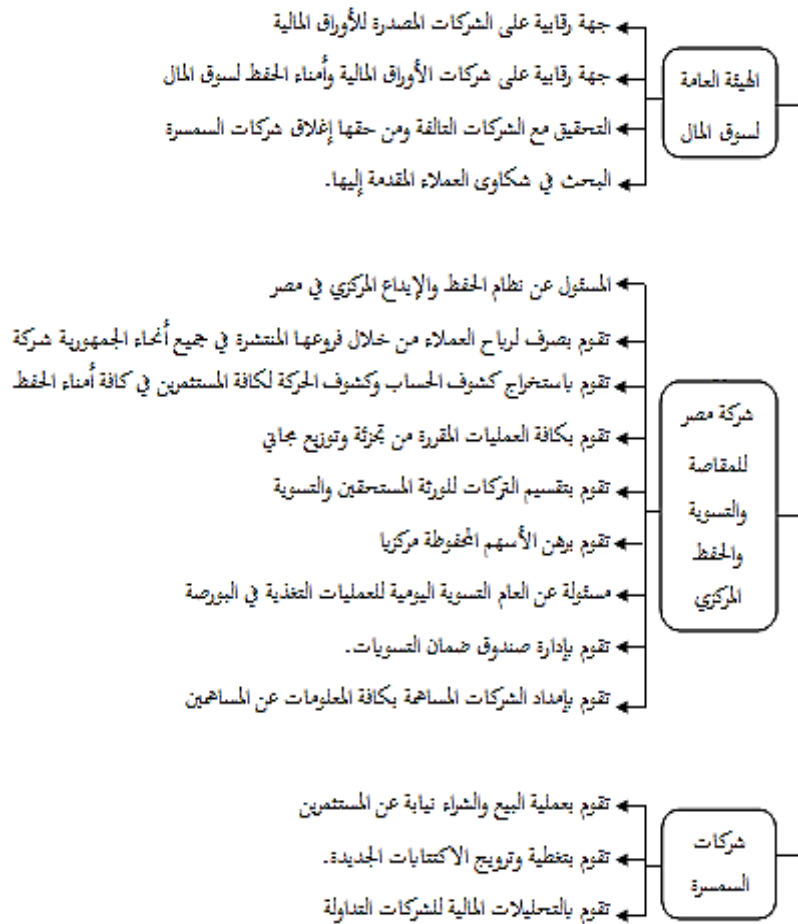 الهيئة العامة
لسوق المال
جهة رقابية على الشركات المصدرة للأوراق المالية
جهة رقابية على شركات الأوراق المالية وأمناء الحفظ لسوق المال
التحقيق مع الشركات التالفة ومن حقها إغلاق شركات السمسرة
البحث في شكاوى العملاء المقدمة إليها.
شركة مصر
للمقاصة
والتسوية
والحفظ
المركزي
المسئول عن نظام الحفظ والإيداع المركزي في مصر
تقوم بصرف لرباح العملاء من خلال فروعها المنتشرة في جميع أنحاء الجمهورية شركة
تقوم باستخراج كشوف الحساب وكشوف الحركة لكافة المستثمرين في كافة أمناء الحفظ
تقوم بكافة العمليات المقررة من تجزئة وتوزيع مجاني
تقوم بتقسيم التركات للورثة المستحقين والتسوية
تقوم برهن الأسهم المحفوظة مركزيا
مسئولة عن العام التسوية اليومية للعمليات التغذية في البورصة
تقوم بإدارة صندوق ضمان التسويات.
تقوم بإمداد الشركات المساهمة بكافة المعلومات عن المساهمين
شركات
السمسرة
تقوم بعملية البيع والشراء نيابة عن المستثمرين
تقوم بتغطية وترويج الاكتتابات الجديدة.
تقوم بالتحليلات المالية للشركات التداولة